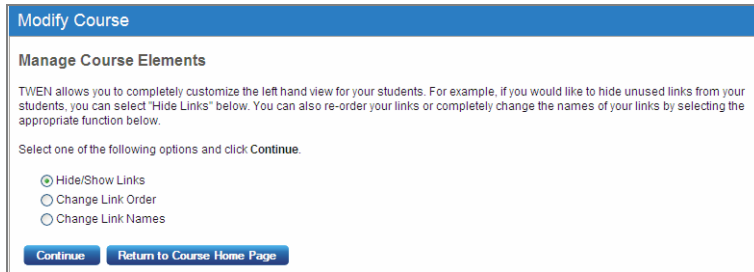 Modify Course
Manage Course Elements
TWEN allows you to completely customize the left hand view for your students. For example, if you would like to hide unused links from your
students, you can select "Hide Links" below. You can also re-order your links or completely change the names of your links by selecting the
appropriate function below.
Select one of the following options and click Continue.
Hide/Show Links
Change Link Order
Change Link Names
Continue Return to Course Home Page